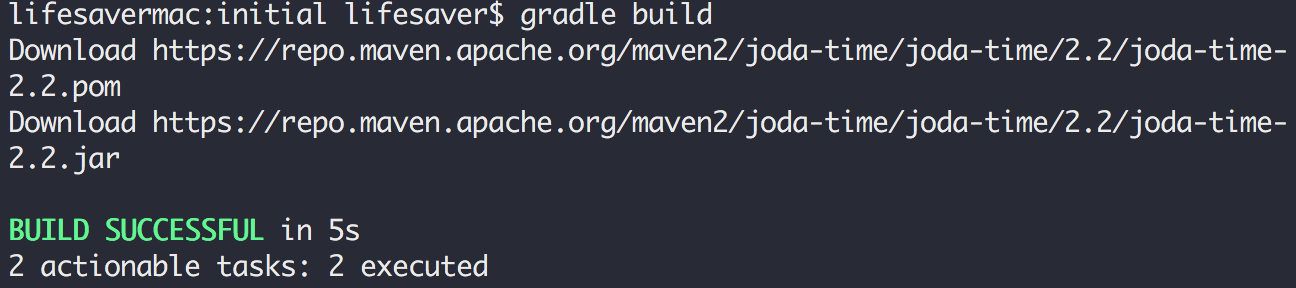 lifesavermac:initial lifesaver$ gradle build
Download https://repo.maven.apache.org/maven2/joda-time/joda-time/2.2/joda-time-
2.2.pom
Download https://repo.maven.apache.org/maven2/joda-time/joda-time/2.2/joda-time-
2.2.jar
BUILD SUCCESSFUL in 5s
2 actionable tasks: 2 executed